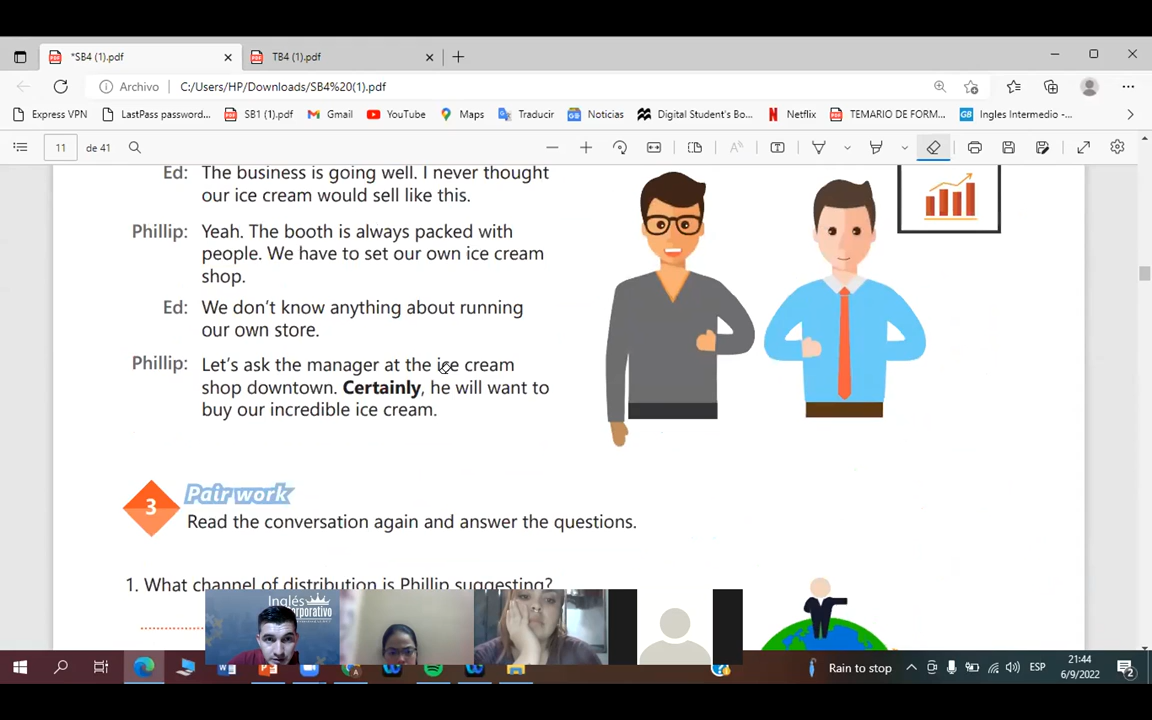 *SB4 (1).pdf
TB4 (1).pdf
Archivo
C:/Users/HP/Downloads/SB4%20(1).pdf
Express VPN
LastPass password...
SB1 (1).pdf
Gmail
YouTube
Maps
Traducir
Noticias
Digital Student's Bo...
Netflix
TEMARIO DE FORM...
Ingles Intermedio -...
11
de 41
Ed: The business is going well. I never thought
our ice cream would sell like this.
Phillip: Yeah. The booth is always packed with
people. We have to set our own ice cream
shop.
Ed: We don't know anything about running
our own store.
Phillip: Let's ask the manager at the ice cream
shop downtown. Certainly, he will want to
buy our incredible ice cream.
3
Pair work
Read the conversation again and answer the questions.
1. What channel of distribution is Phillip suggesting?
Inglés
Rain to stop
ESP
21:44
6/9/2022
2